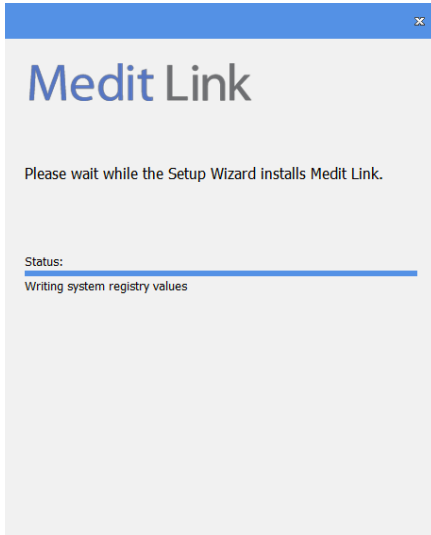 Medit Link
Please wait while the Setup Wizard installs Medit Link.
Status:
Writing system registry values